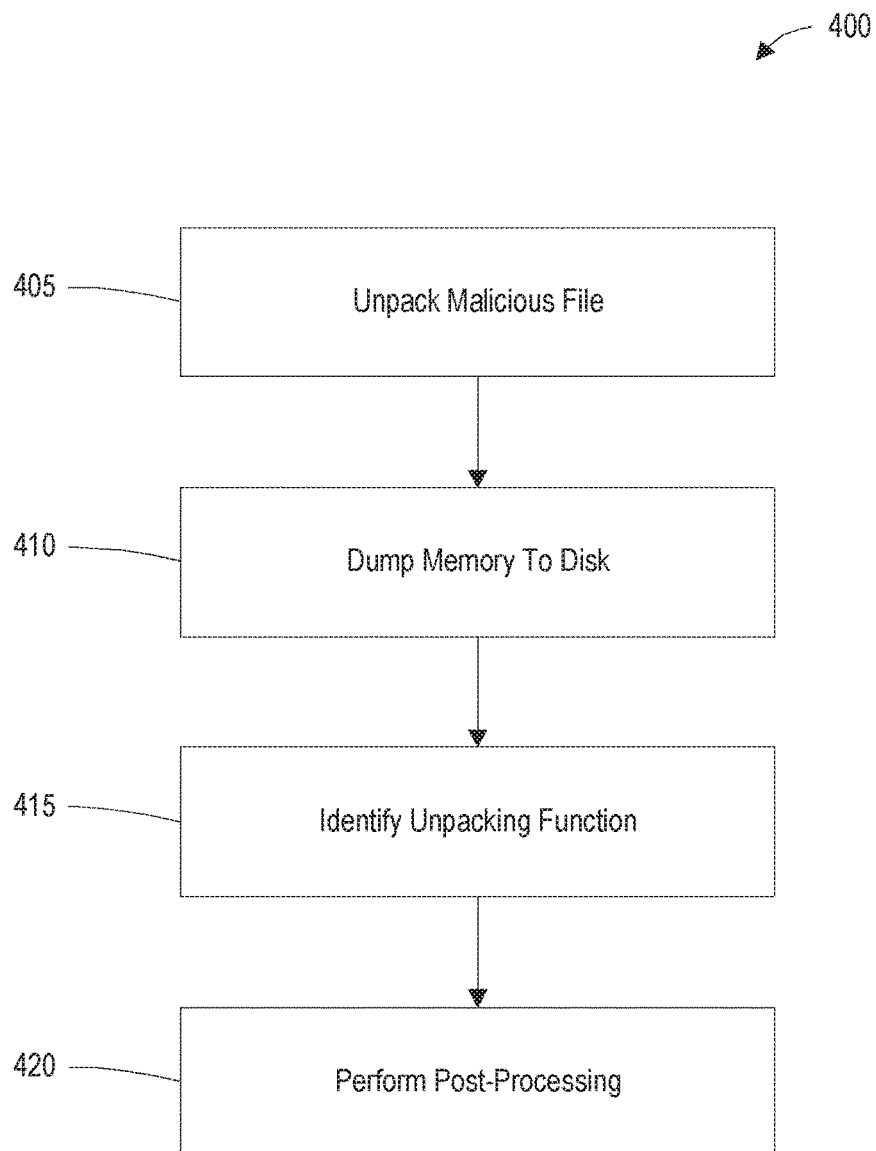 400
405
Unpack Malicious File
410
Dump Memory To Disk
415
Identify Unpacking Function
420
Perform Post-Processing